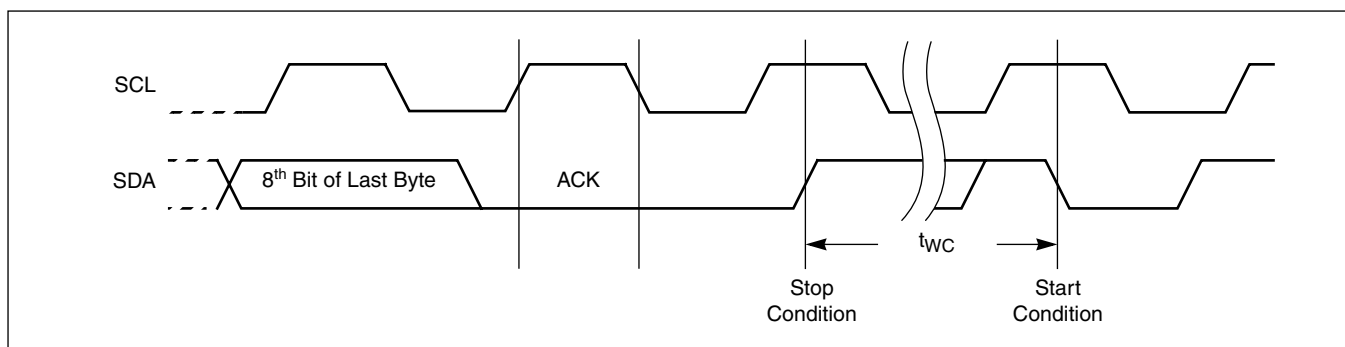 SCL
SDA
8th Bit of Last Byte
ACK
tWC
Stop
Condition
Start
Condition